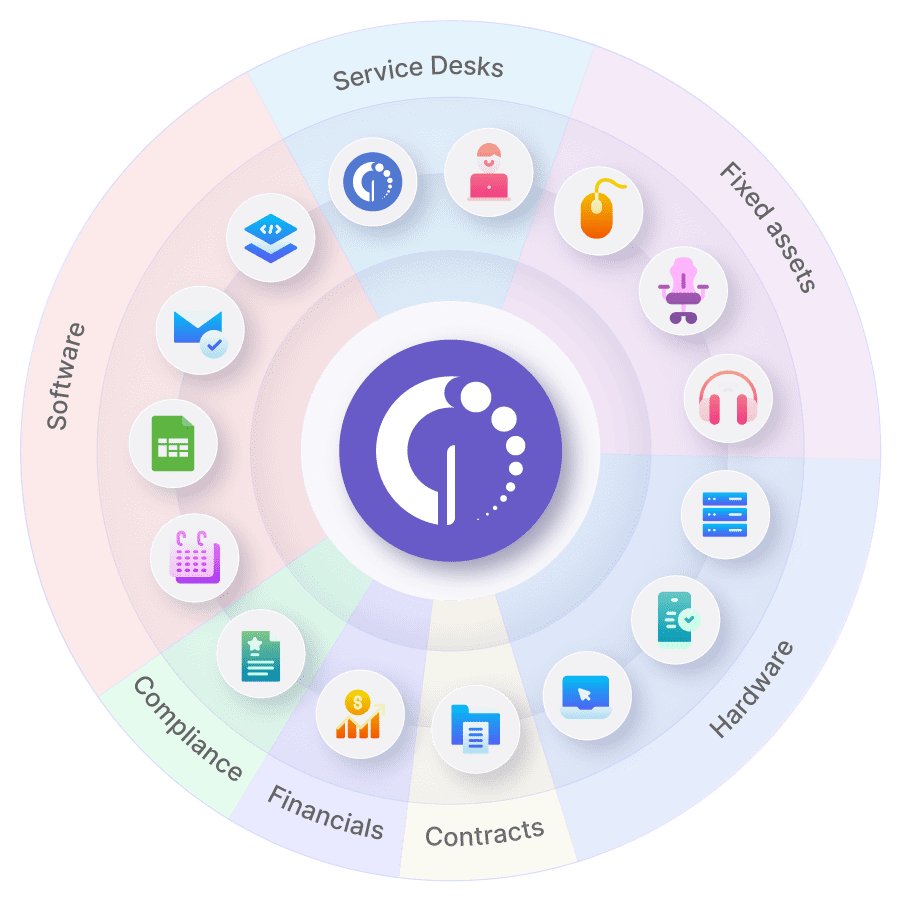 Service Desks
Fixed assets
Hardware
Contracts
Financials
Compliance
Software